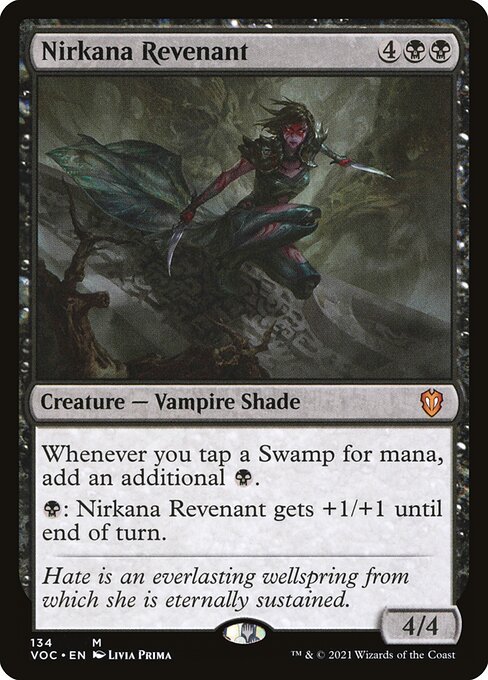 Nirkana Revenant 4
Creature — Vampire Shade
Whenever you tap a Swamp for mana,
add an additional .
: Nirkana Revenant gets +1/+1 until
end of turn.
Hate is an everlasting wellspring from
which she is eternally sustained.
4/4
134 M
VOC • EN Livia Prima
™ & © 2021 Wizards of the Coast